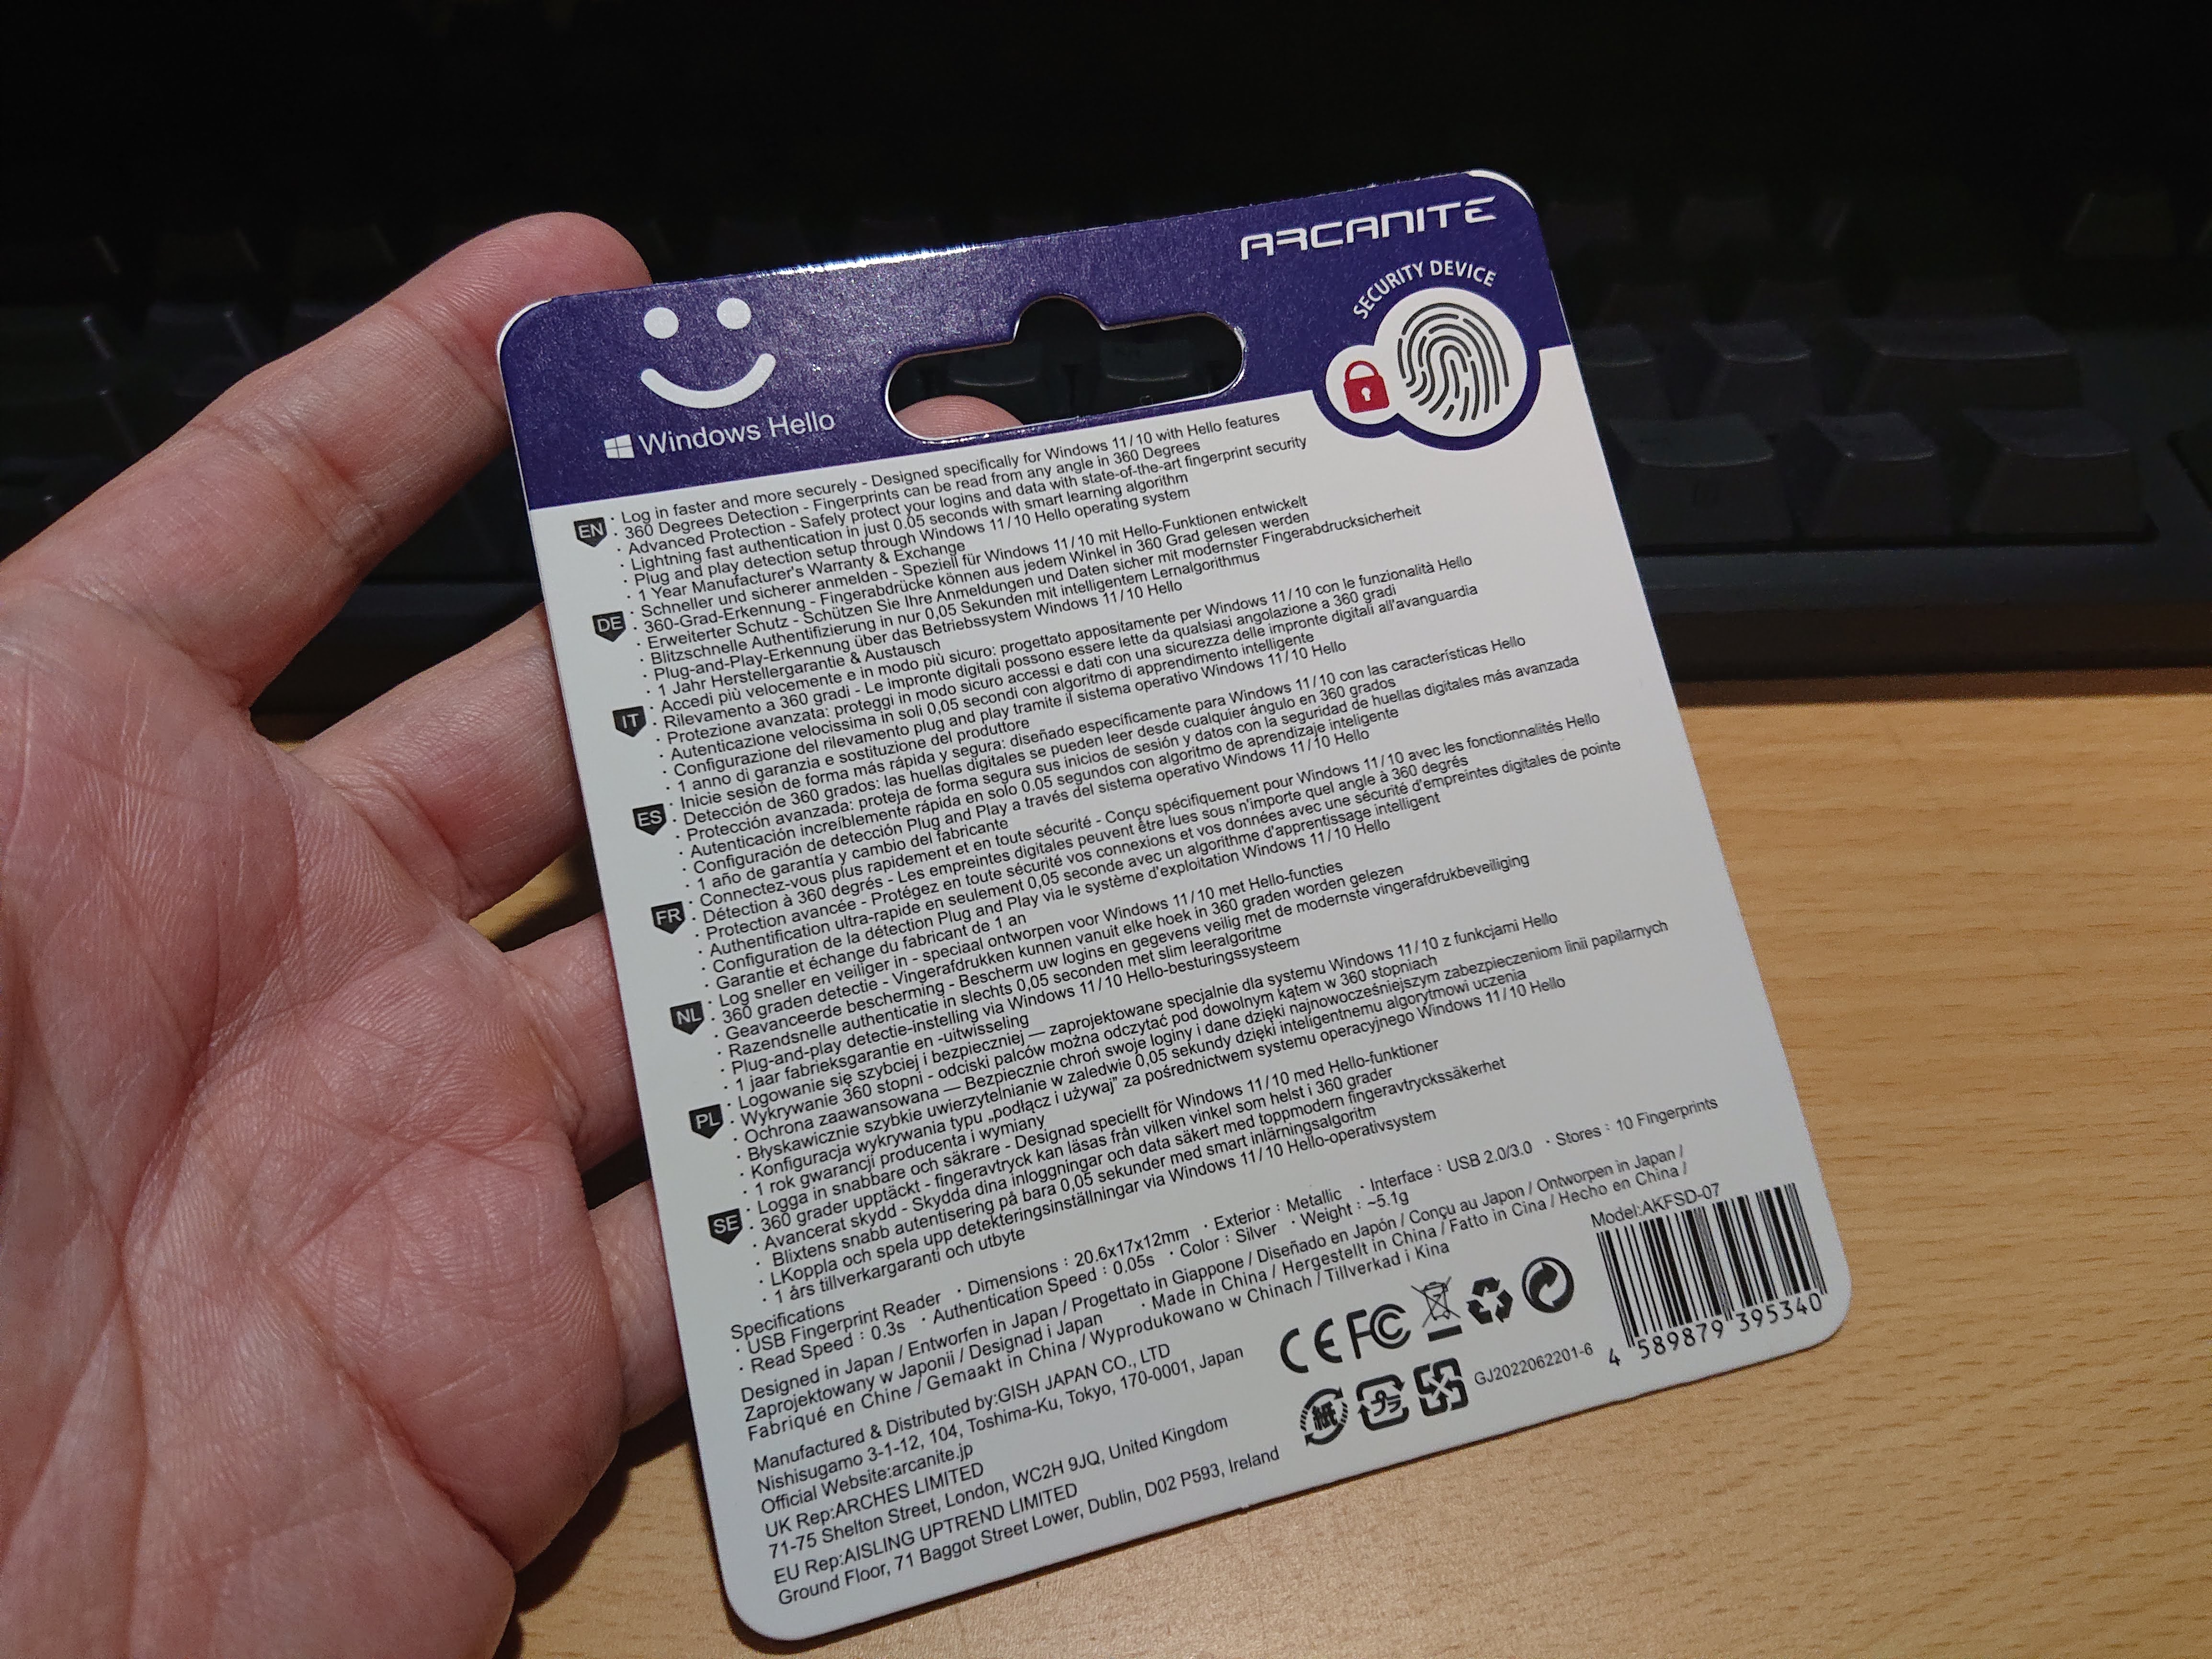 ARCANITE
SECURITY DEVICE
Windows Hello
EN
· Log in faster and more securely - Designed specifically for Windows 11/10 with Hello features
· 360 Degrees Detection - Fingerprints can be read from any angle in 360 Degrees
· Advanced Protection - Safely protect your logins and data with state-of-the-art fingerprint security
· Lightning fast authentication in just 0.05 seconds with smart learning algorithm
· Plug and play detection setup through Windows 11/10 Hello operating system
· 1 Year Manufacturer's Warranty & Exchange
DE
· Schneller und sicherer anmelden - Speziell für Windows 11/10 mit Hello-Funktionen entwickelt
· 360-Grad-Erkennung - Fingerabdrücke können aus jedem Winkel in 360 Grad gelesen werden
· Erweiterter Schutz - Schützen Sie Ihre Anmeldungen und Daten sicher mit modernster Fingerabdrucksicherheit
· Blitzschnelle Authentifizierung in nur 0,05 Sekunden mit intelligentem Lernalgorithmus
· Plug-and-Play-Erkennung über das Betriebssystem Windows 11/10 Hello
· 1 Jahr Herstellergarantie & Austausch
IT
· Accedi più velocemente e in modo più sicuro: progettato appositamente per Windows 11/10 con le funzionalità Hello
· Rilevamento a 360 gradi - Le impronte digitali possono essere lette da qualsiasi angolazione a 360 gradi
· Protezione avanzata: proteggi in modo sicuro accessi e dati con una sicurezza delle impronte digitali all'avanguardia
· Autenticazione velocissima in soli 0,05 secondi con algoritmo di apprendimento intelligente
· Configurazione del rilevamento plug and play tramite il sistema operativo Windows 11/10 Hello
· 1 anno di garanzia e sostituzione del produttore
ES
· Inicie sesión de forma más rápida y segura: diseñado específicamente para Windows 11/10 con las características Hello
· Detección de 360 grados: las huellas digitales se pueden leer desde cualquier ángulo en 360 grados
· Protección avanzada: proteja de forma segura sus inicios de sesión y datos con la seguridad de huellas digitales más avanzada
· Autenticación increíblemente rápida en solo 0.05 segundos con algoritmo de aprendizaje inteligente
· Configuración de detección Plug and Play a través del sistema operativo Windows 11/10 Hello
· 1 año de garantía y cambio del fabricante
FR
· Connectez-vous plus rapidement et en toute sécurité - Conçu spécifiquement pour Windows 11/10 avec les fonctionnalités Hello
· Détection à 360 degrés - Les empreintes digitales peuvent être lues sous n'importe quel angle à 360 degrés
· Protection avancée - Protégez en toute sécurité vos connexions et vos données avec une sécurité d'empreintes digitales de pointe
· Authentification ultra-rapide en seulement 0,05 seconde avec un algorithme d'apprentissage intelligent
· Configuration de la détection Plug and Play via le système d'exploitation Windows 11/10 Hello
· Garantie et échange du fabricant de 1 an
NL
· Log sneller en veiliger in - speciaal ontworpen voor Windows 11/10 met Hello-functies
· 360 graden detectie - Vingerafdrukken kunnen vanuit elke hoek in 360 graden worden gelezen
· Geavanceerde bescherming - Bescherm uw logins en gegevens veilig met de modernste vingerafdrukbeveiliging
· Razendsnelle authenticatie in slechts 0,05 seconden met slim leeralgoritme
· Plug-and-play detectie-instelling via Windows 11/10 Hello-besturingssysteem
· 1 jaar fabrieksgarantie en -uitwisseling
PL
· Logowanie się szybciej i bezpieczniej — zaprojektowane specjalnie dla systemu Windows 11/10 z funkcjami Hello
· Wykrywanie 360 stopni - odciski palców można odczytać pod dowolnym kątem w 360 stopniach
· Ochrona zaawansowana — Bezpiecznie chroń swoje loginy i dane dzięki najnowocześniejszym zabezpieczeniom linii papilarnych
· Błyskawicznie szybkie uwierzytelnianie w zaledwie 0,05 sekundy dzięki inteligentnemu algorytmowi uczenia
· Konfiguracja wykrywania typu „podłącz i używaj” za pośrednictwem systemu operacyjnego Windows 11/10 Hello
· 1 rok gwarancji producenta i wymiany
SE
· Logga in snabbare och säkrare - Designad speciellt för Windows 11/10 med Hello-funktioner
· 360 grader upptäckt - fingeravtryck kan läsas från vilken vinkel som helst i 360 grader
· Avancerat skydd - Skydda dina inloggningar och data säkert med toppmodern fingeravtryckssäkerhet
· Blixtens snabb autentisering på bara 0,05 sekunder med smart inlärningsalgoritm
· LKoppla och spela upp detekteringsinställningar via Windows 11/10 Hello-operativsystem
· 1 års tillverkargaranti och utbyte
Specifications
· USB Fingerprint Reader · Dimensions : 20.6x17x12mm · Exterior : Metallic · Interface : USB 2.0/3.0 · Stores : 10 Fingerprints
· Read Speed : 0.3s · Authentication Speed : 0.05s · Color : Silver · Weight : ~5.1g
Designed in Japan / Entworfen in Japan / Progettato in Giappone / Diseñado en Japón / Conçu au Japon / Ontworpen in Japan /
Zaprojektowany w Japonii / Designad i Japan · Made in China / Hergestellt in China / Fatto in Cina / Hecho en China /
Fabriqué en Chine / Gemaakt in China / Wyprodukowano w Chinach / Tillverkad i Kina
Model:AKFSD-07
Manufactured & Distributed by:GISH JAPAN CO., LTD
Nishisugamo 3-1-12, 104, Toshima-Ku, Tokyo, 170-0001, Japan
Official Website:arcanite.jp
UK Rep:ARCHES LIMITED
71-75 Shelton Street, London, WC2H 9JQ, United Kingdom
EU Rep:AISLING UPTREND LIMITED
Ground Floor, 71 Baggot Street Lower, Dublin, D02 P593, Ireland
CE FC
紙 プラ
GJ2022062201-6
4 589879 395340